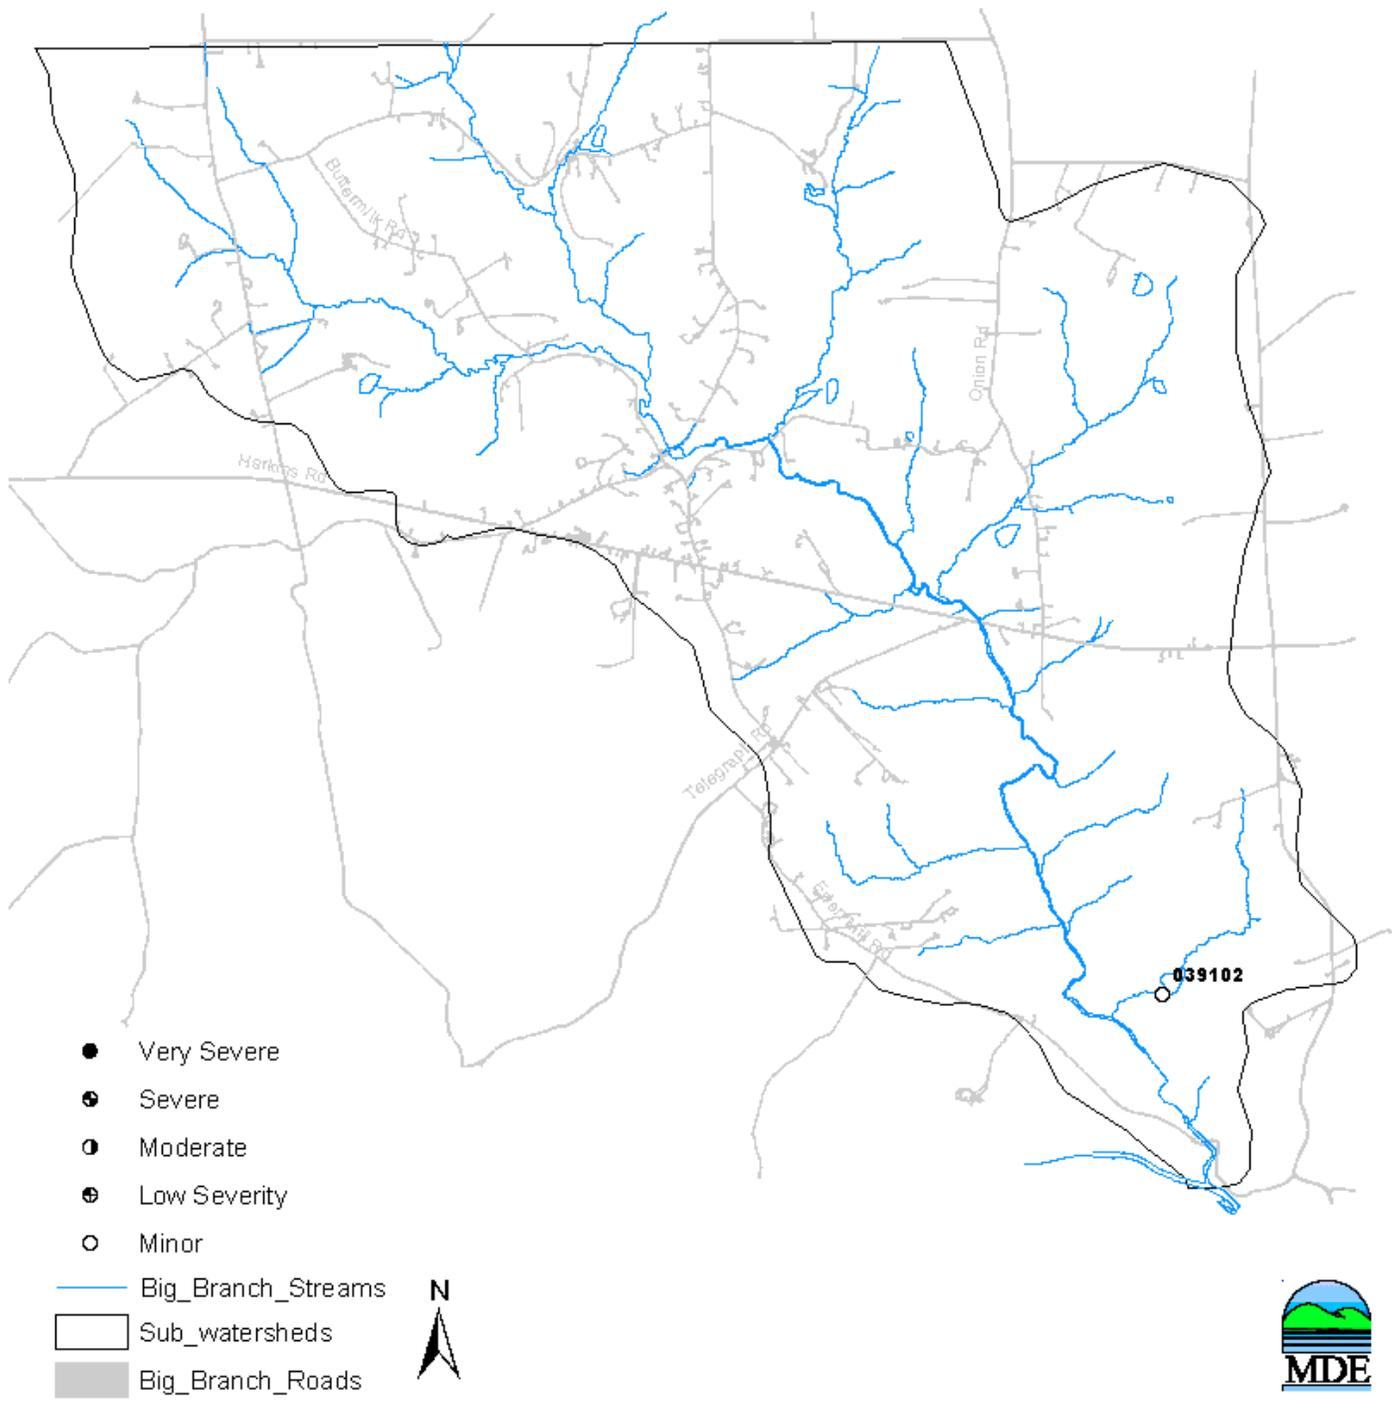 Buttermilk Rd
Onion Rd
Harkins Rd
Telegraph Rd
039102
Very Severe
Severe
Moderate
Low Severity
Minor
Big_Branch_Streams
N
Sub_watersheds
Big_Branch_Roads
MDE